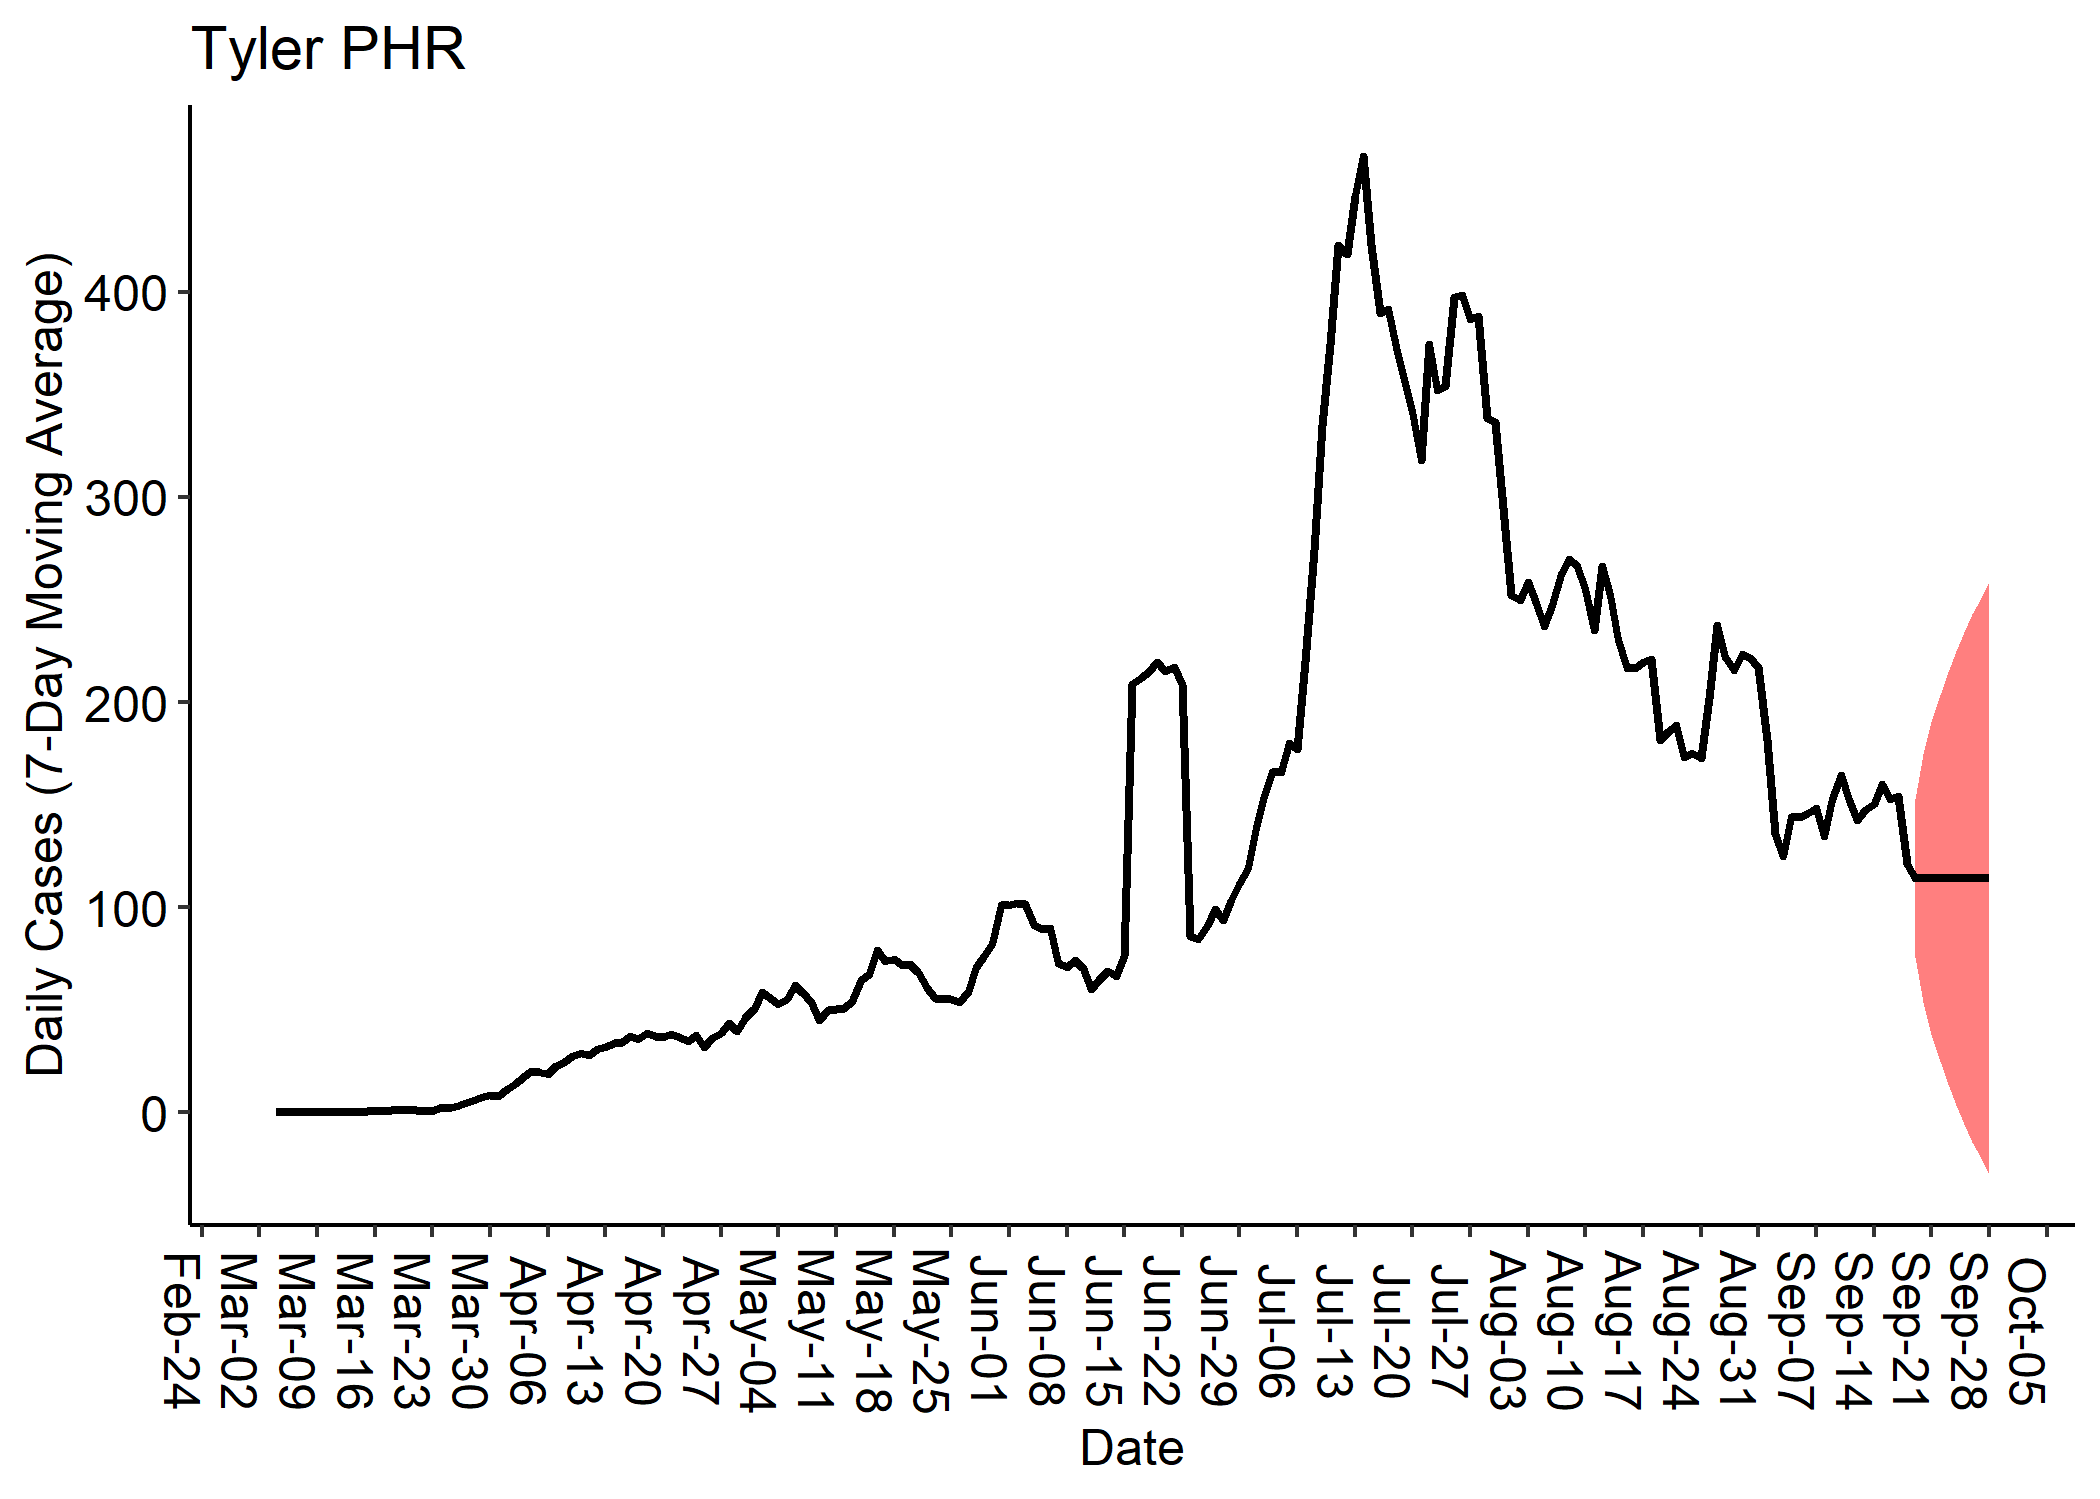 Tyler PHR
Daily Cases (7-Day Moving Average)
400
300
200
100
0
Feb-24
Mar-02
Mar-09
Mar-16
Mar-23
Mar-30
Apr-06
Apr-13
Apr-20
Apr-27
May-04
May-11
May-18
May-25
Jun-01
Jun-08
Jun-15
Jun-22
Jun-29
Jul-06
Jul-13
Jul-20
Jul-27
Aug-03
Aug-10
Aug-17
Aug-24
Aug-31
Sep-07
Sep-14
Sep-21
Sep-28
Oct-05
Date